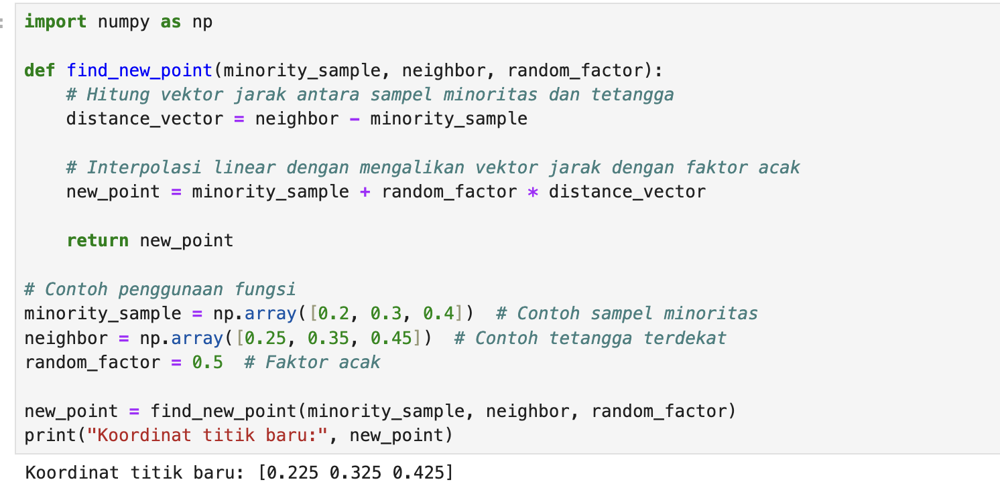 import numpy as np
def find_new_point(minority_sample, neighbor, random_factor):
    # Hitung vektor jarak antara sampel minoritas dan tetangga
    distance_vector = neighbor - minority_sample
    # Interpolasi linear dengan mengalikan vektor jarak dengan faktor acak
    new_point = minority_sample + random_factor * distance_vector
    return new_point
# Contoh penggunaan fungsi
minority_sample = np.array([0.2, 0.3, 0.4])  # Contoh sampel minoritas
neighbor = np.array([0.25, 0.35, 0.45])  # Contoh tetangga terdekat
random_factor = 0.5  # Faktor acak
new_point = find_new_point(minority_sample, neighbor, random_factor)
print("Koordinat titik baru:", new_point)
Koordinat titik baru: [0.225 0.325 0.425]